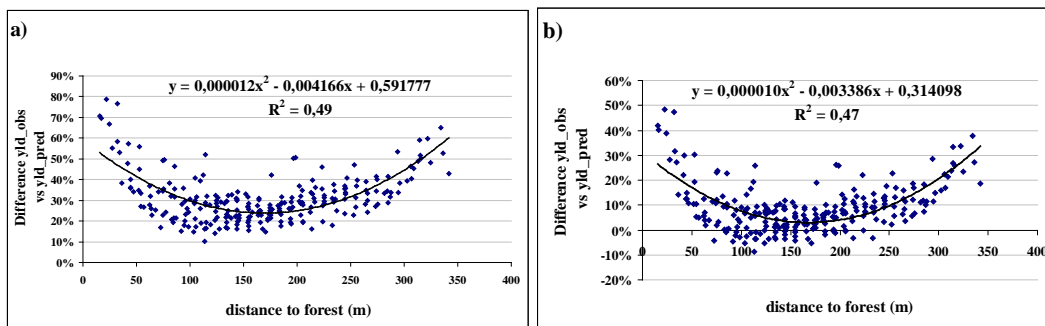 a)
y = 0,000012x² - 0,004166x + 0,591777
R² = 0,49
90%
80%
70%
60%
50%
40%
30%
20%
10%
0%
0 50 100 150 200 250 300 350 400
Difference yld_obs
vs yld_pred
distance to forest (m)
b)
y = 0,000010x² - 0,003386x + 0,314098
R² = 0,47
60%
50%
40%
30%
20%
10%
0%
-10%
-20%
0 50 100 150 200 250 300 350 400
Difference yld_obs
vs yld_pred
distance to forest (m)